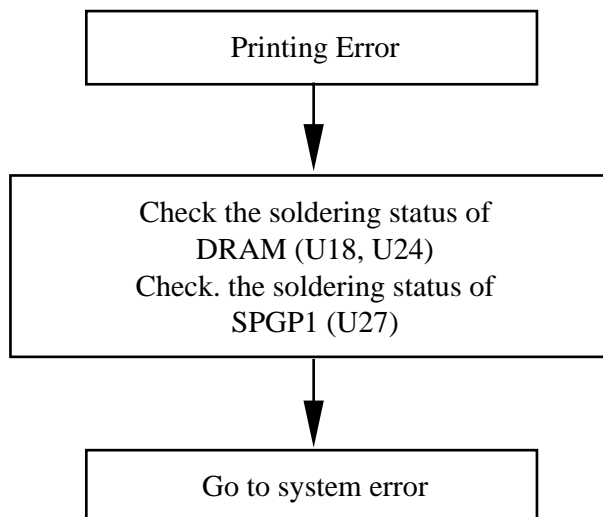 Printing Error
Check the soldering status of
DRAM (U18, U24)
Check. the soldering status of
SPGP1 (U27)
Go to system error